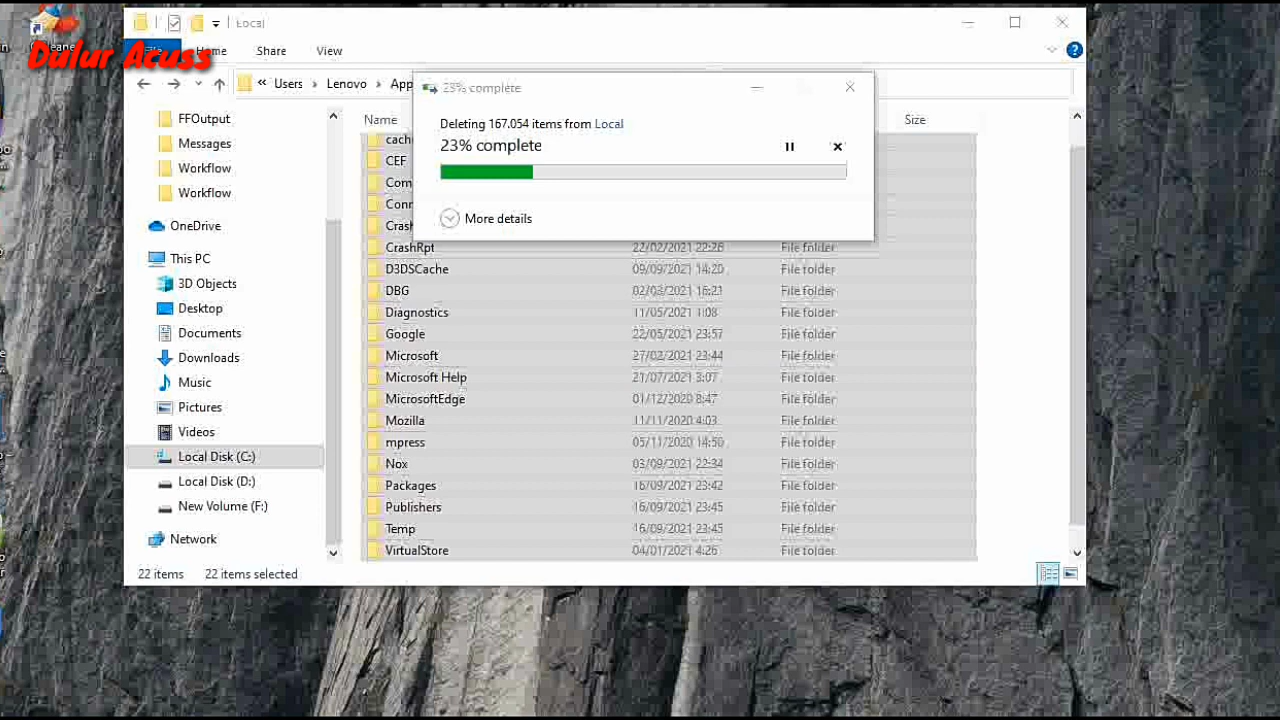 Local
Dulur Acuss
Home
Share
View
Users
Lenovo
App
23% complete
Deleting 167.054 items from Local
23% complete
More details
Name
Size
FFOutput
Messages
Workflow
Workflow
OneDrive
This PC
3D Objects
Desktop
Documents
Downloads
Music
Pictures
Videos
Local Disk (C:)
Local Disk (D:)
New Volume (F:)
Network
CEF
CrashRpt 22/02/2021 22:26 File folder
D3DSCache 09/09/2021 14:20 File folder
DBG 02/03/2021 16:21 File folder
Diagnostics 11/05/2021 1:08 File folder
Google 22/05/2021 23:57 File folder
Microsoft 27/02/2021 23:44 File folder
Microsoft Help 21/07/2021 3:07 File folder
MicrosoftEdge 01/12/2020 8:47 File folder
Mozilla 11/11/2020 4:03 File folder
mpress 05/11/2020 14:50 File folder
Nox 03/09/2021 22:34 File folder
Packages 16/09/2021 23:42 File folder
Publishers 16/09/2021 23:45 File folder
Temp 16/09/2021 23:45 File folder
VirtualStore 04/01/2021 4:26 File folder
22 items 22 items selected